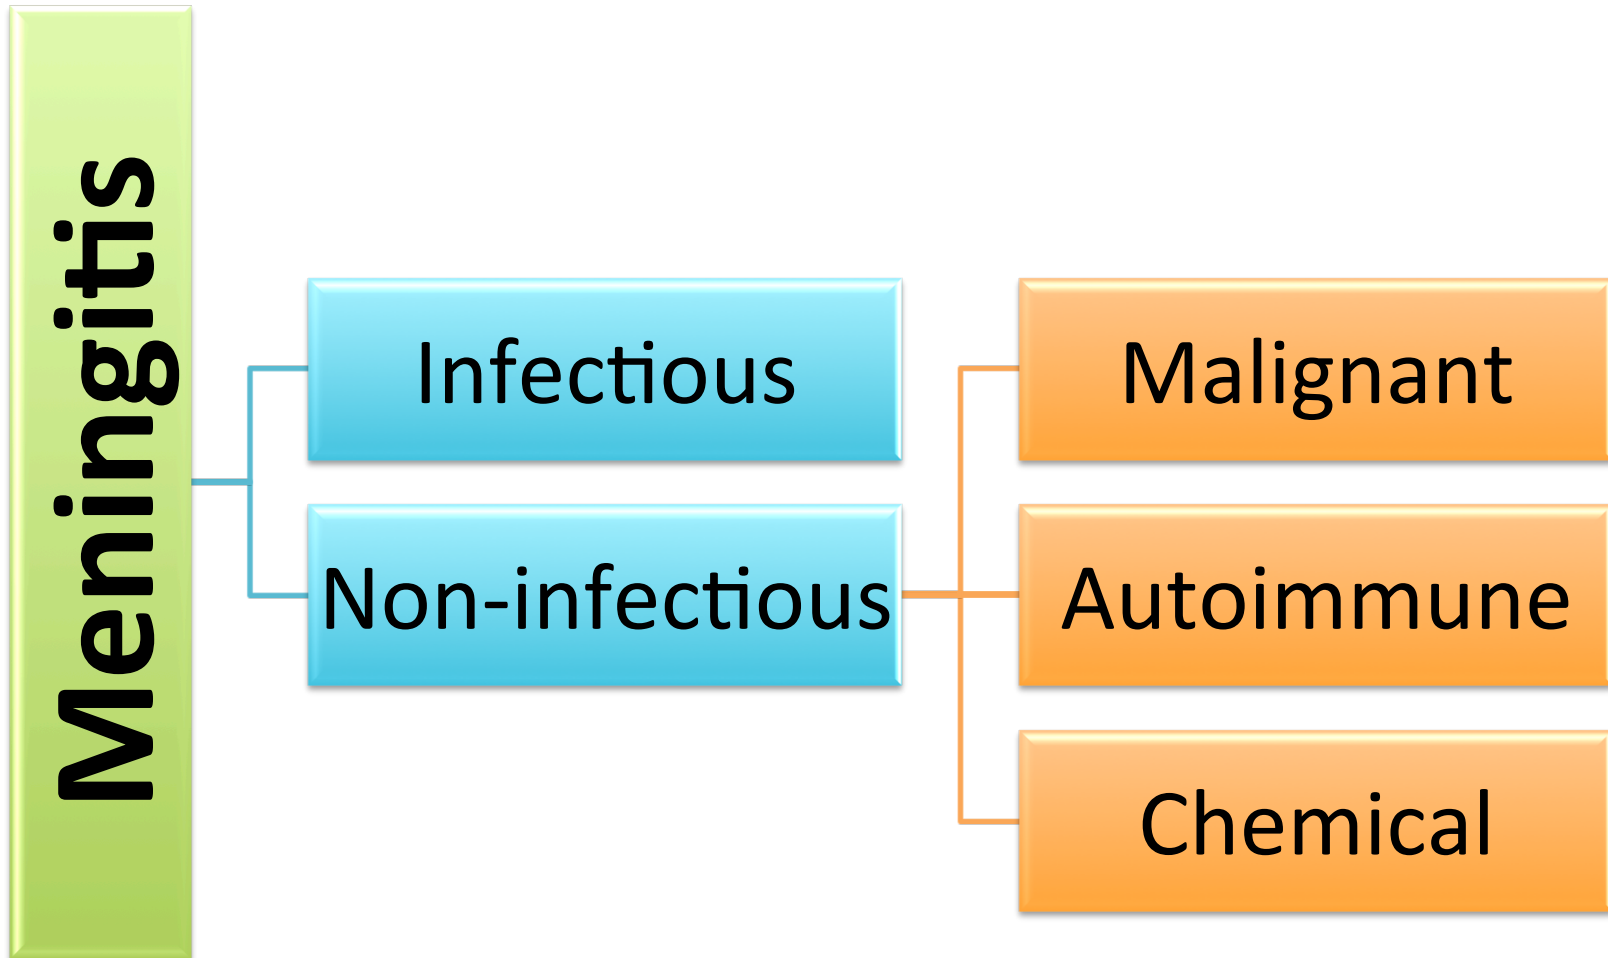 Meningitis
Infectious
Non-infectious
Malignant
Autoimmune
Chemical